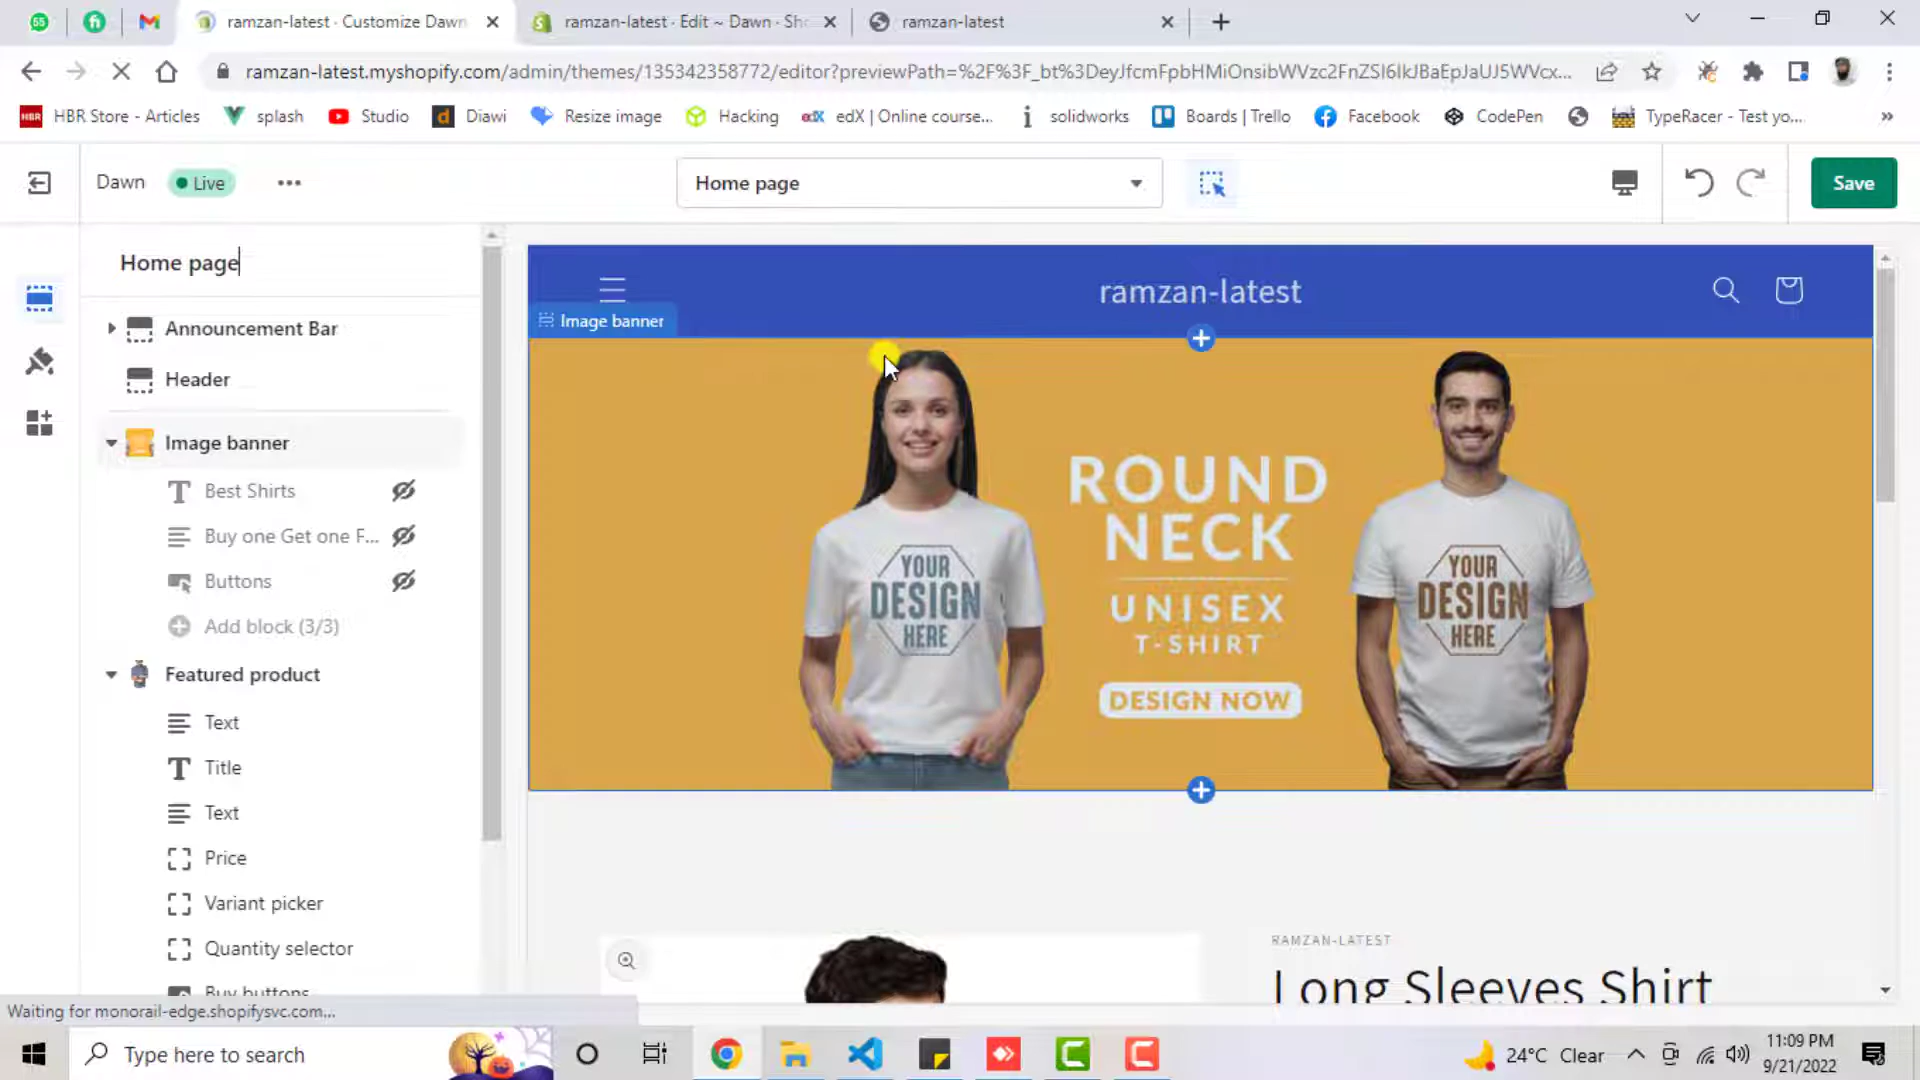 55
ramzan-latest · Customize Dawn
ramzan-latest · Edit ~ Dawn · Sh
ramzan-latest
ramzan-latest.myshopify.com/admin/themes/135342358772/editor?previewPath=%2F%3F_bt%3DeyJfcmFpbHMiOnsibWVzc2FnZSI6IkJBaEpJaUJ5WVcx...
HBR
HBR Store - Articles
splash
Studio
Diawi
Resize image
Hacking
edX
edX | Online course...
solidworks
Boards | Trello
Facebook
CodePen
TypeRacer - Test yo...
»
Dawn
Live
Home page
Save
Home page
Announcement Bar
Header
Image banner
Best Shirts
Buy one Get one F...
Buttons
Add block (3/3)
Featured product
Text
Title
Text
Price
Variant picker
Quantity selector
Buy buttons
ramzan-latest
Image banner
YOUR
DESIGN
HERE
ROUND
NECK
UNISEX
T-SHIRT
DESIGN NOW
YOUR
DESIGN
HERE
RAMZAN-LATEST
Long Sleeves Shirt
Waiting for monorail-edge.shopifysvc.com...
Type here to search
24°C Clear
11:09 PM
9/21/2022